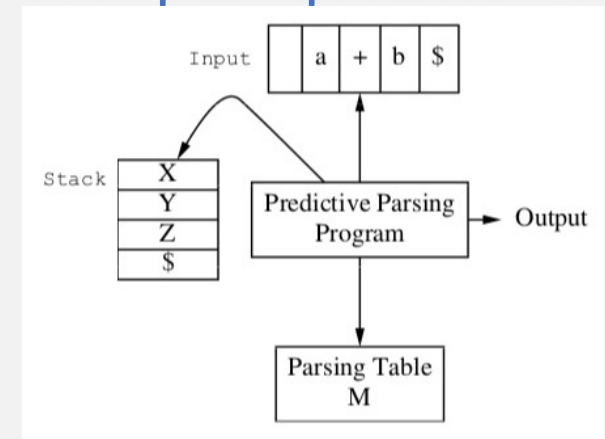 Input
a + b $
Stack
X
Y
Z
$
Predictive Parsing
Program
Output
Parsing Table
M